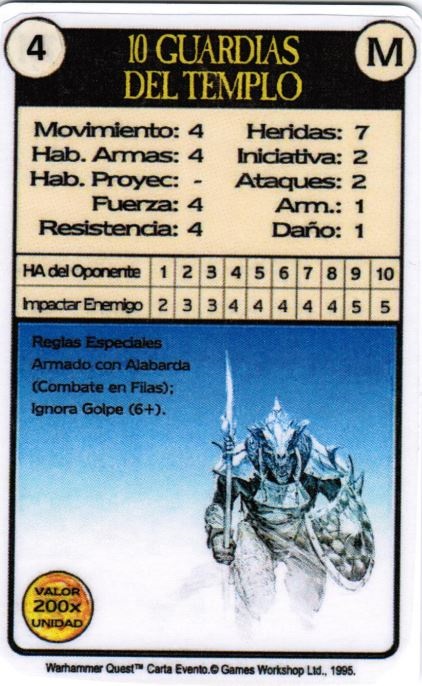 4
10 GUARDIAS
DEL TEMPLO
M
Movimiento: 4 Heridas: 7
Hab. Armas: 4 Iniciativa: 2
Hab. Proyec: - Ataques: 2
Fuerza: 4 Arm.: 1
Resistencia: 4 Daño: 1
HA del Oponente 1 2 3 4 5 6 7 8 9 10
Impactar Enemigo 2 3 3 4 4 4 4 4 5 5
Reglas Especiales
Armado con Alabarda
(Combate en Filas);
Ignora Golpe (6+).
VALOR
200x
UNIDAD
Warhammer Quest™ Carta Evento.© Games Workshop Ltd., 1995.